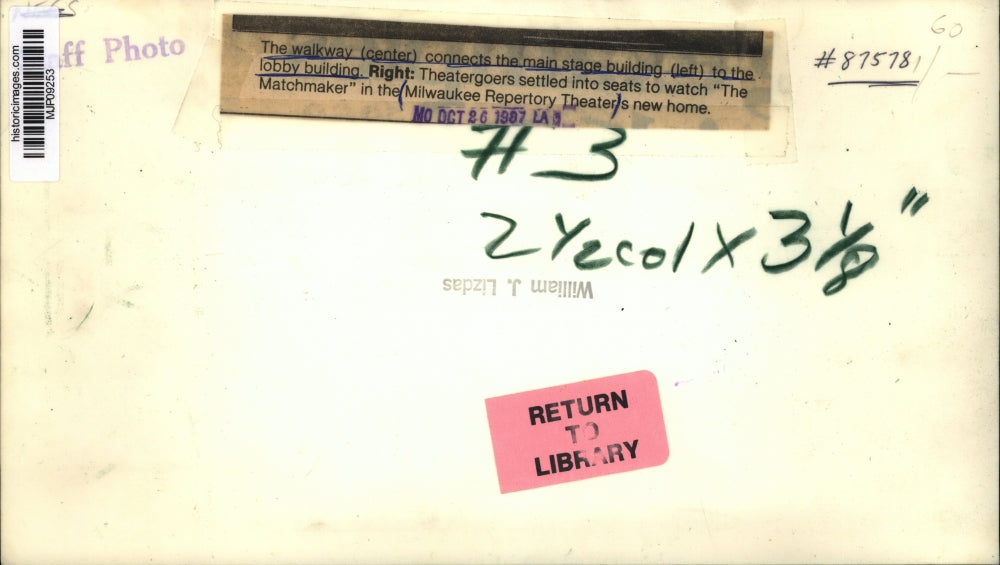 historicimages.com
MJP09253
ff Photo
The walkway (center) connects the main stage building (left) to the
lobby building. Right: Theatergoers settled into seats to watch "The
Matchmaker" in the (Milwaukee Repertory Theater)s new home.
MO OCT 26 1987 LA
60
#87578
# 3
2 1/2 col X 3 1/8"
William J. Lizdas
RETURN
TO
LIBRARY